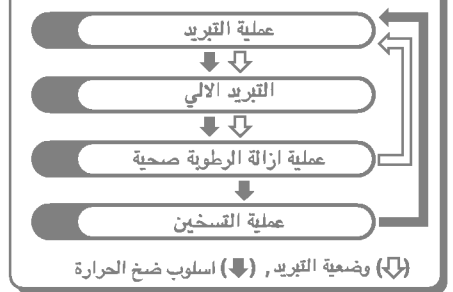 عملية التبريد
التبريد الالي
عملية ازالة الرطوبة صحية
عملية التسخين
(⇩) وضعية التبريد , (⬇) اسلوب ضخ الحرارة